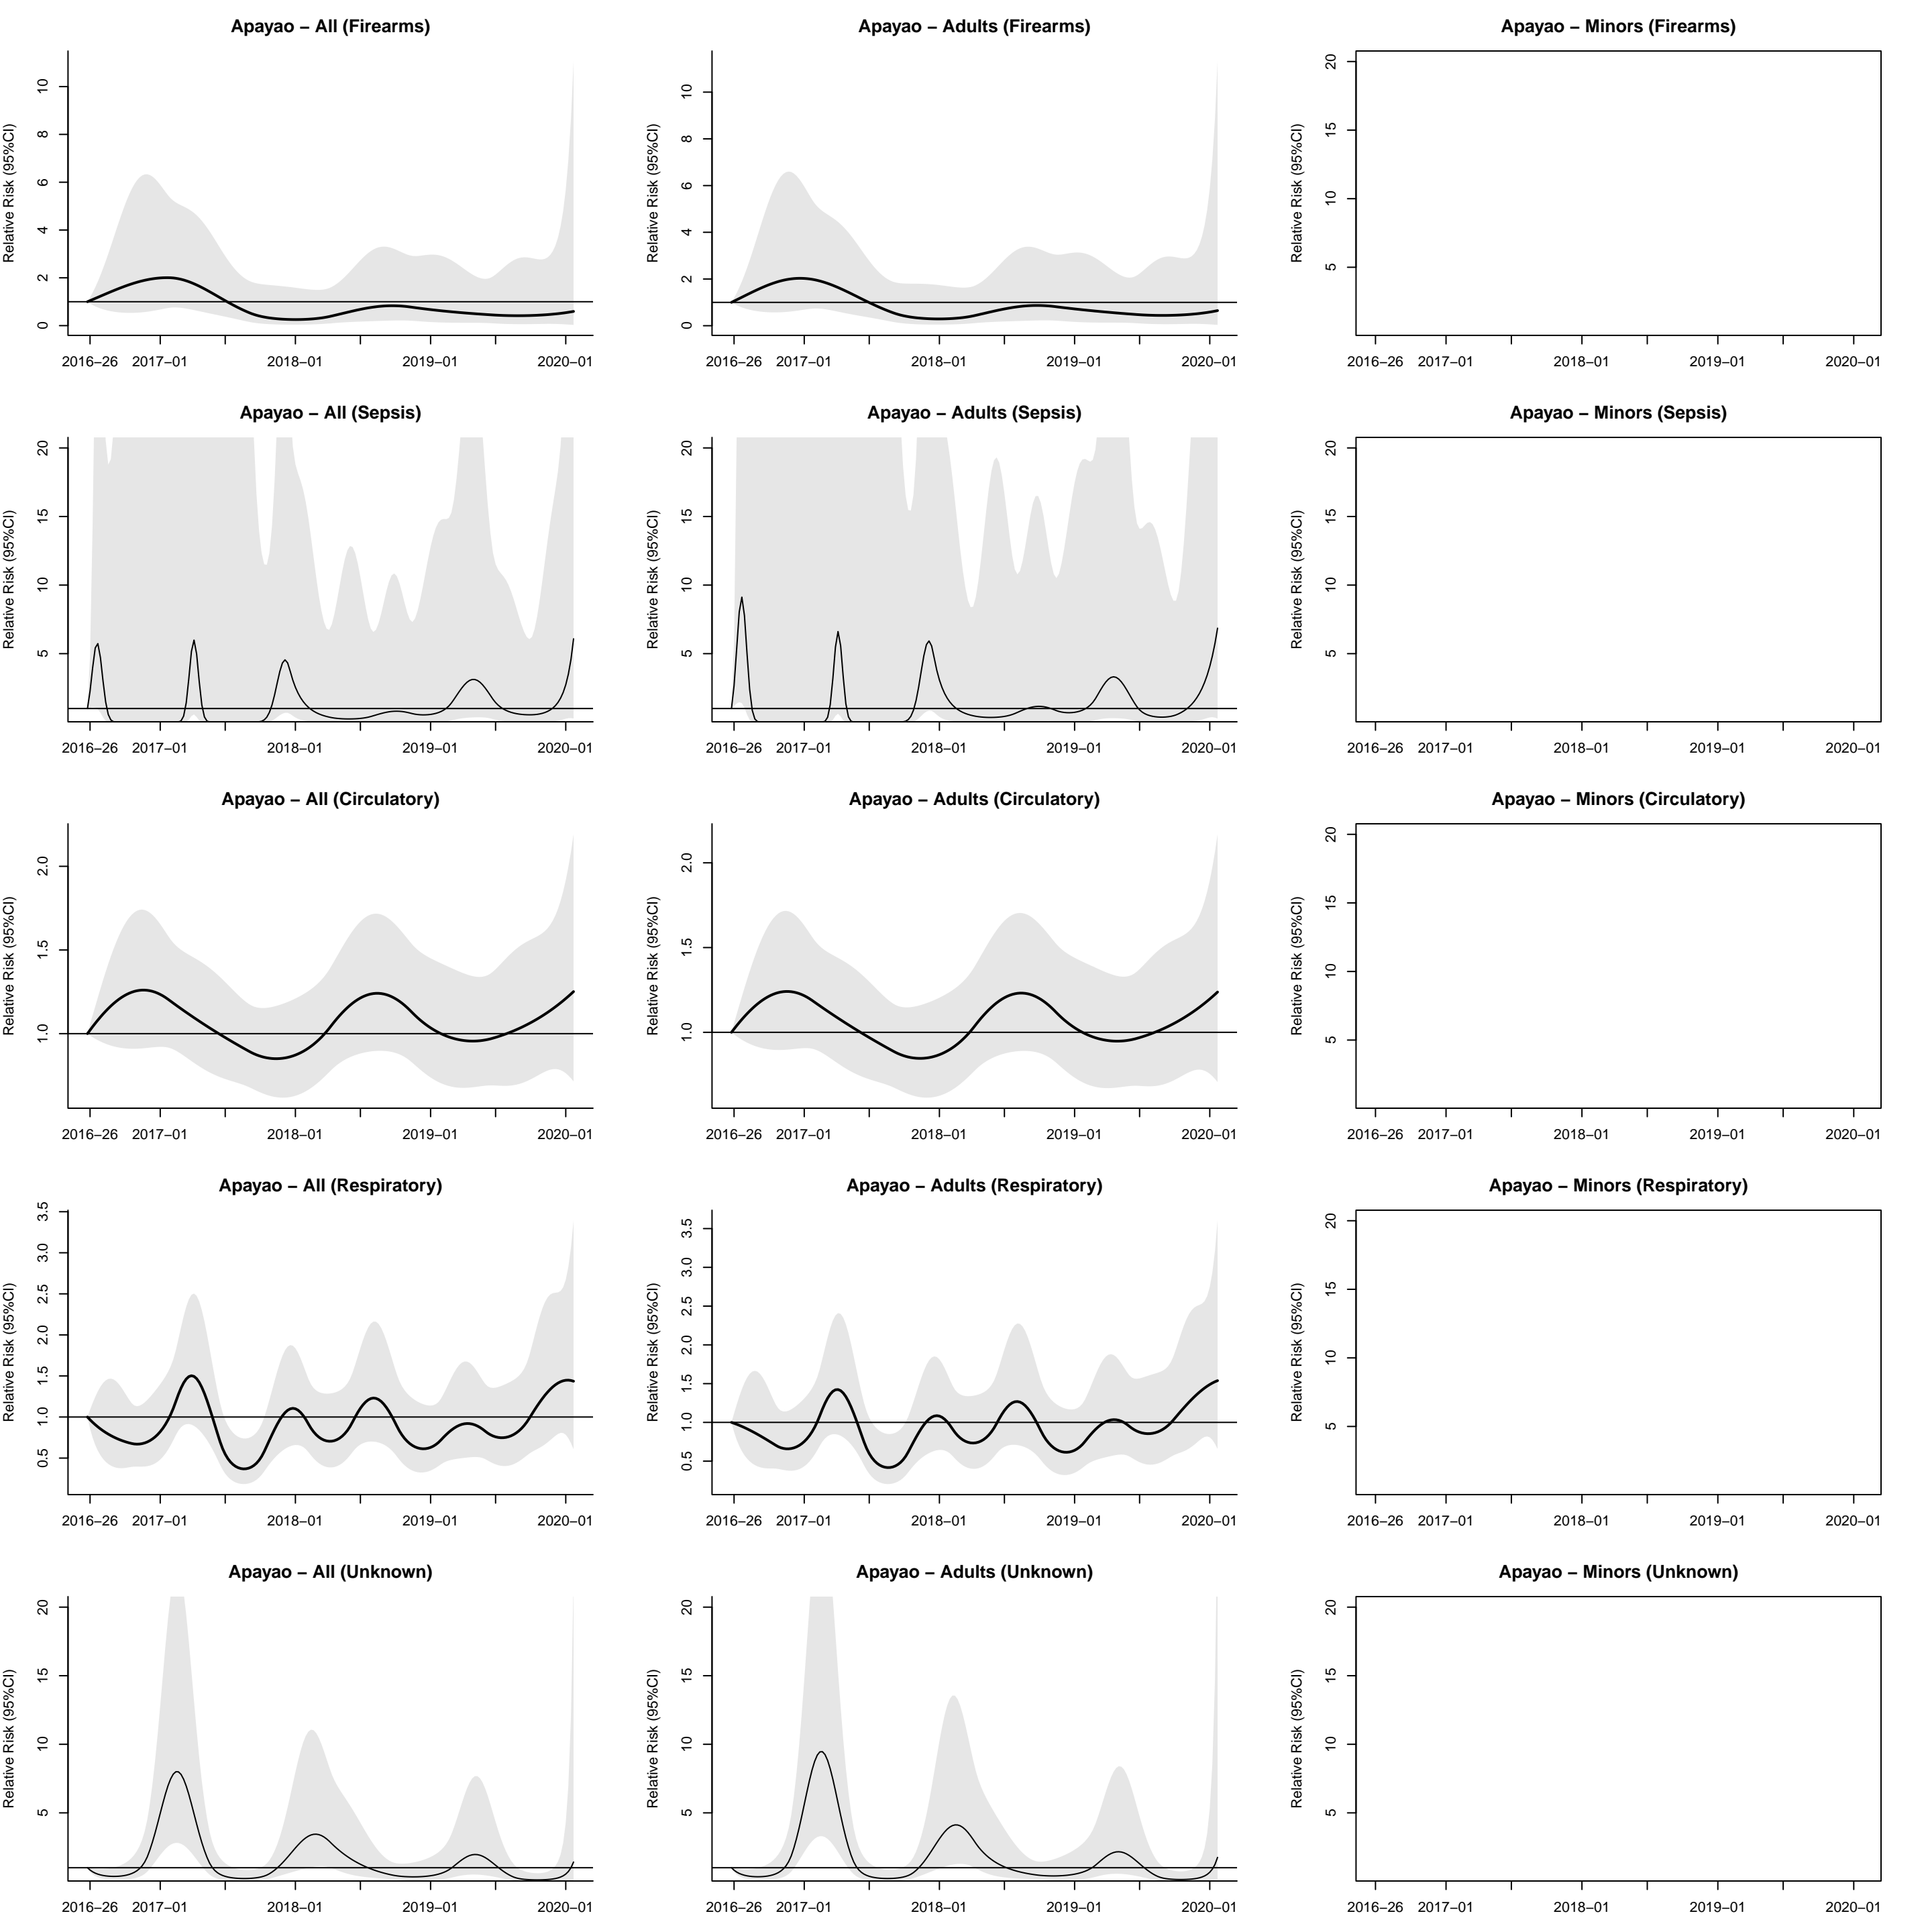 Apayao – All (Firearms)
Relative Risk (95%CI)
0 2 4 6 8 10
2016–26 2017–01 2018–01 2019–01 2020–01
Apayao – Adults (Firearms)
Relative Risk (95%CI)
0 2 4 6 8 10
2016–26 2017–01 2018–01 2019–01 2020–01
Apayao – Minors (Firearms)
Relative Risk (95%CI)
5 10 15 20
2016–26 2017–01 2018–01 2019–01 2020–01
Apayao – All (Sepsis)
Relative Risk (95%CI)
5 10 15 20
2016–26 2017–01 2018–01 2019–01 2020–01
Apayao – Adults (Sepsis)
Relative Risk (95%CI)
5 10 15 20
2016–26 2017–01 2018–01 2019–01 2020–01
Apayao – Minors (Sepsis)
Relative Risk (95%CI)
5 10 15 20
2016–26 2017–01 2018–01 2019–01 2020–01
Apayao – All (Circulatory)
Relative Risk (95%CI)
1.0 1.5 2.0
2016–26 2017–01 2018–01 2019–01 2020–01
Apayao – Adults (Circulatory)
Relative Risk (95%CI)
1.0 1.5 2.0
2016–26 2017–01 2018–01 2019–01 2020–01
Apayao – Minors (Circulatory)
Relative Risk (95%CI)
5 10 15 20
2016–26 2017–01 2018–01 2019–01 2020–01
Apayao – All (Respiratory)
Relative Risk (95%CI)
0.5 1.0 1.5 2.0 2.5 3.0 3.5
2016–26 2017–01 2018–01 2019–01 2020–01
Apayao – Adults (Respiratory)
Relative Risk (95%CI)
0.5 1.0 1.5 2.0 2.5 3.0 3.5
2016–26 2017–01 2018–01 2019–01 2020–01
Apayao – Minors (Respiratory)
Relative Risk (95%CI)
5 10 15 20
2016–26 2017–01 2018–01 2019–01 2020–01
Apayao – All (Unknown)
Relative Risk (95%CI)
5 10 15 20
2016–26 2017–01 2018–01 2019–01 2020–01
Apayao – Adults (Unknown)
Relative Risk (95%CI)
5 10 15 20
2016–26 2017–01 2018–01 2019–01 2020–01
Apayao – Minors (Unknown)
Relative Risk (95%CI)
5 10 15 20
2016–26 2017–01 2018–01 2019–01 2020–01